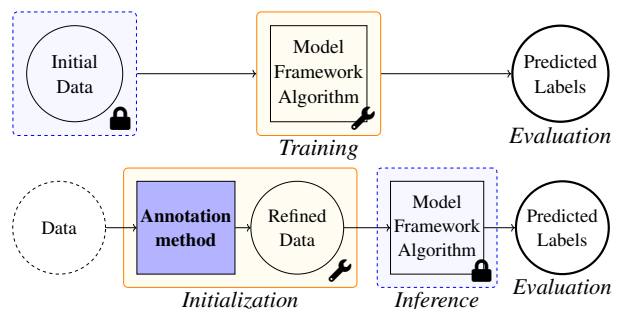 Initial
Data
Model
Framework
Algorithm
Predicted
Labels
Training
Evaluation
Data
Annotation
method
Refined
Data
Model
Framework
Algorithm
Predicted
Labels
Initialization
Inference
Evaluation